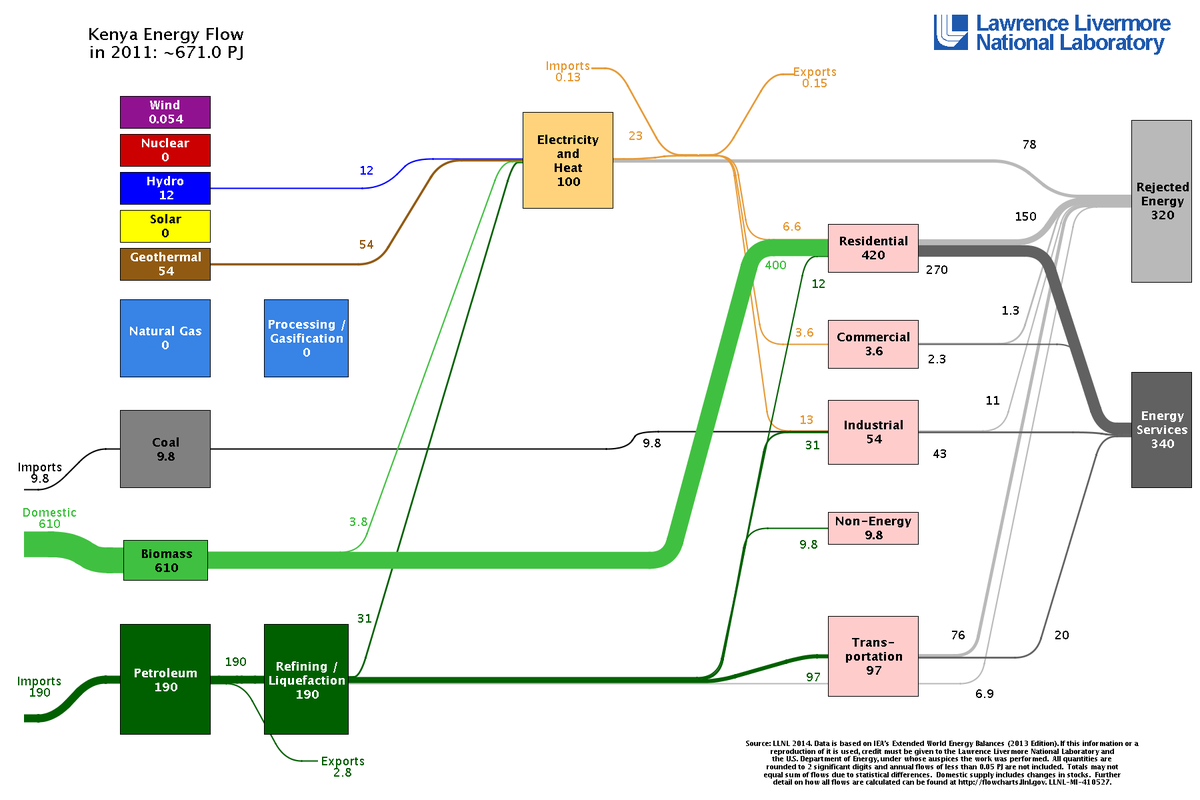 Kenya Energy Flow
in 2011: ~671.0 PJ
Lawrence Livermore
National Laboratory
Imports
0.13
Exports
0.15
Wind
0.054
Nuclear
0
Hydro
12
Solar
0
Geothermal
54
12
54
Electricity
and
Heat
100
23
78
Rejected
Energy
320
150
6.6
Residential
420
400
12
270
Natural Gas
0
Processing /
Gasification
0
1.3
3.6
Commercial
3.6
2.3
Coal
9.8
Imports
9.8
9.8
11
13
Industrial
54
31
43
Energy
Services
340
Domestic
610
Biomass
610
3.8
Non-Energy
9.8
9.8
31
Imports
190
Petroleum
190
190
Refining /
Liquefaction
190
Exports
2.8
Trans-
portation
97
97
76
20
6.9
Source: LLNL 2014. Data is based on IEA's Extended World Energy Balances (2013 Edition). If this information or a
reproduction of it is used, credit must be given to the Lawrence Livermore National Laboratory and
the U.S. Department of Energy, under whose auspices the work was performed. All quantities are
rounded to 2 significant digits and annual flows of less than 0.05 PJ are not included. Totals may not
equal sum of flows due to statistical differences. Domestic supply includes changes in stocks. Further
detail on how all flows are calculated can be found at http://flowcharts.llnl.gov. LLNL-MI-410527.